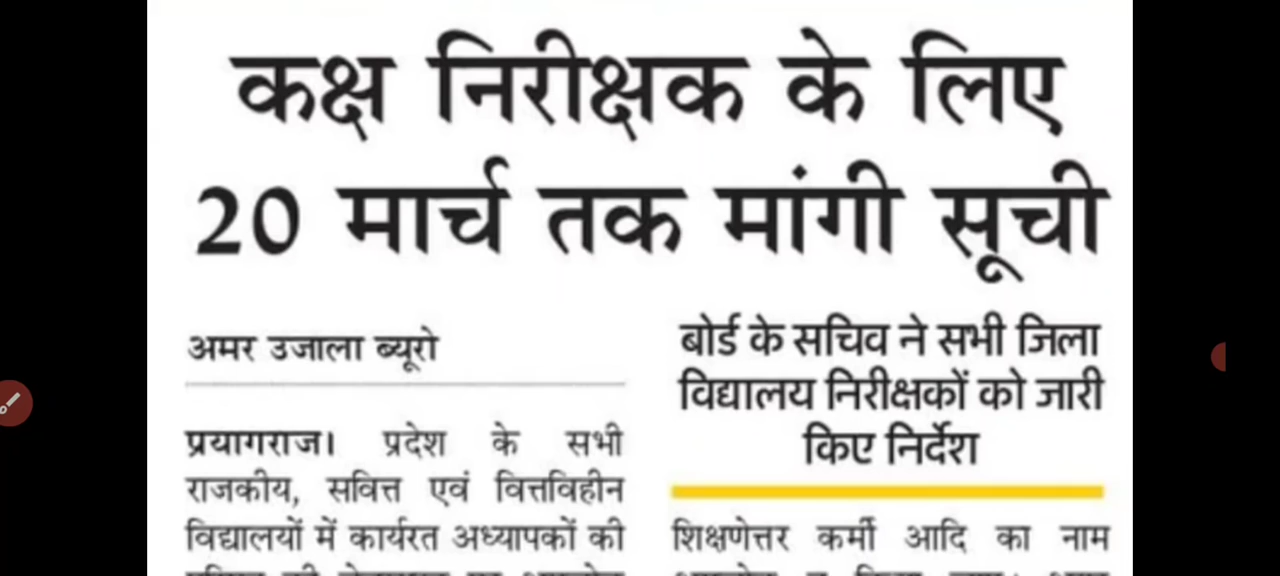 कक्ष निरीक्षक के लिए
20 मार्च तक मांगी सूची
अमर उजाला ब्यूरो
प्रयागराज। प्रदेश के सभी
राजकीय, सवित्त एवं वित्तविहीन
विद्यालयों में कार्यरत अध्यापकों की
बोर्ड के सचिव ने सभी जिला
विद्यालय निरीक्षकों को जारी
किए निर्देश
शिक्षणेत्तर कर्मी आदि का नाम